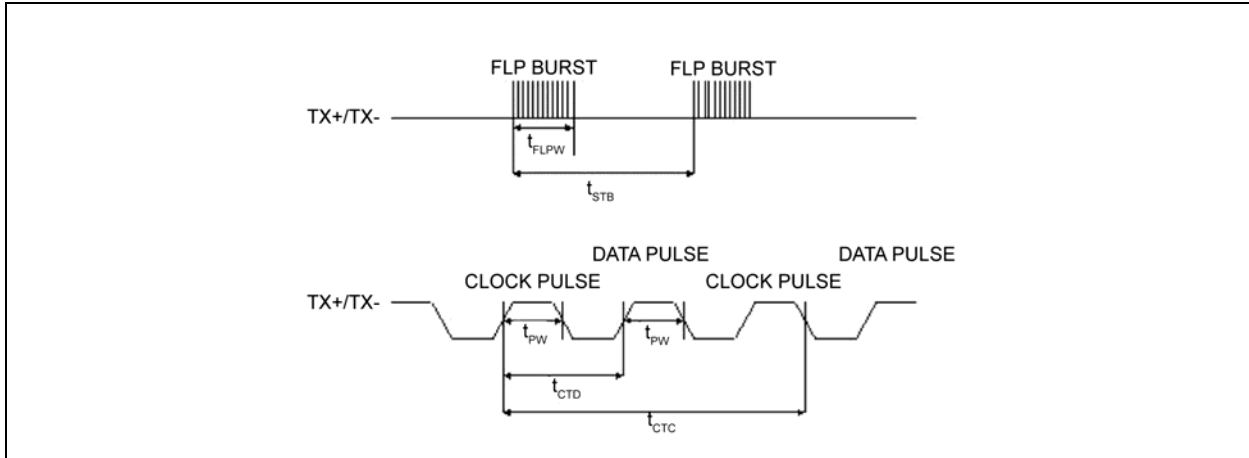 FLP BURST FLP BURST
TX+/TX-
tFLPW
tSTB
DATA PULSE DATA PULSE
CLOCK PULSE CLOCK PULSE
TX+/TX-
tPW tPW
tCTD
tCTC